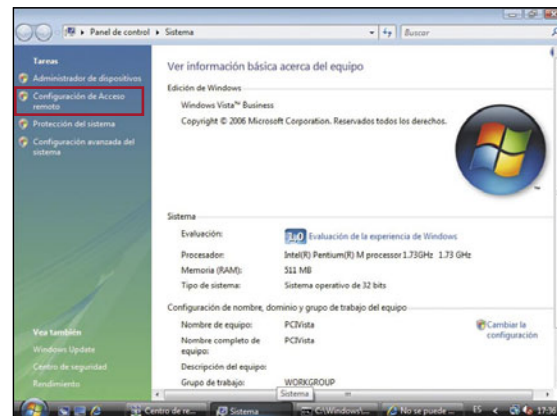 Panel de control
Sistema
Buscar
Tareas
Administrador de dispositivos
Configuración de Acceso
remoto
Protección del sistema
Configuración avanzada del
sistema
Vea también
Windows Update
Centro de seguridad
Rendimiento
Ver información básica acerca del equipo
Edición de Windows
Windows Vista™ Business
Copyright © 2006 Microsoft Corporation. Reservados todos los derechos.
Sistema
Evaluación:
Evaluación de la experiencia de Windows
Procesador: Intel(R) Pentium(R) M processor 1.73GHz 1.73 GHz
Memoria (RAM): 511 MB
Tipo de sistema: Sistema operativo de 32 bits
Configuración de nombre, dominio y grupo de trabajo del equipo
Nombre de equipo: PC1Vista
Cambiar la
configuración
Nombre completo de
equipo:
PC1Vista
Descripción del equipo:
Grupo de trabajo: WORKGROUP
Sistema
Centro de re...
Sistema
C:\Windows\...
No se puede ...
ES